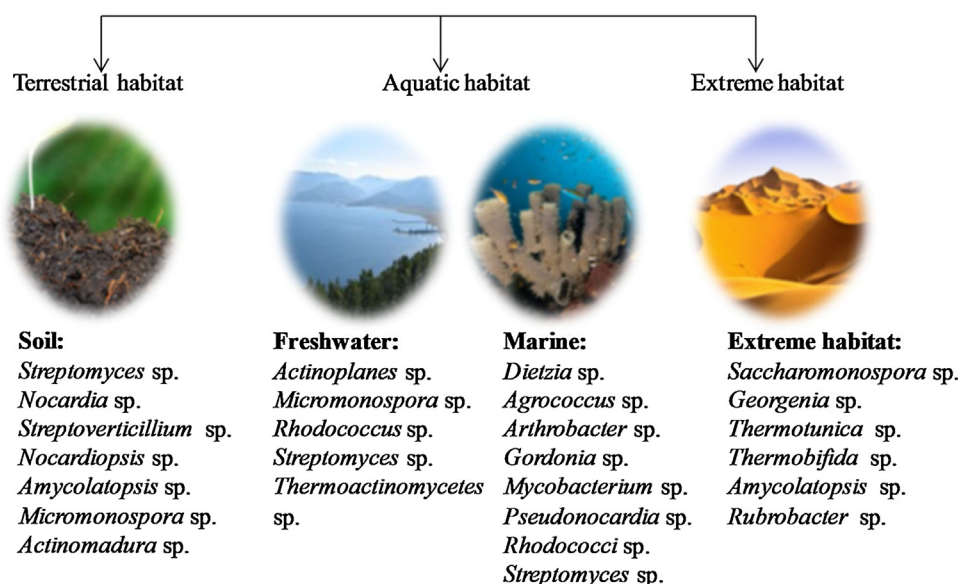 Terrestrial habitat
Aquatic habitat
Extreme habitat
Soil:
Streptomyces sp.
Nocardia sp.
Streptoverticillium sp.
Nocardiopsis sp.
Amycolatopsis sp.
Micromonospora sp.
Actinomadura sp.
Freshwater:
Actinoplanes sp.
Micromonospora sp.
Rhodococcus sp.
Streptomyces sp.
Thermoactinomycetes
sp.
Marine:
Dietzia sp.
Agrococcus sp.
Arthrobacter sp.
Gordonia sp.
Mycobacterium sp.
Pseudonocardia sp.
Rhodococci sp.
Streptomyces sp.
Extreme habitat:
Saccharomonospora sp.
Georgenia sp.
Thermotunica sp.
Thermobifida sp.
Amycolatopsis sp.
Rubrobacter sp.